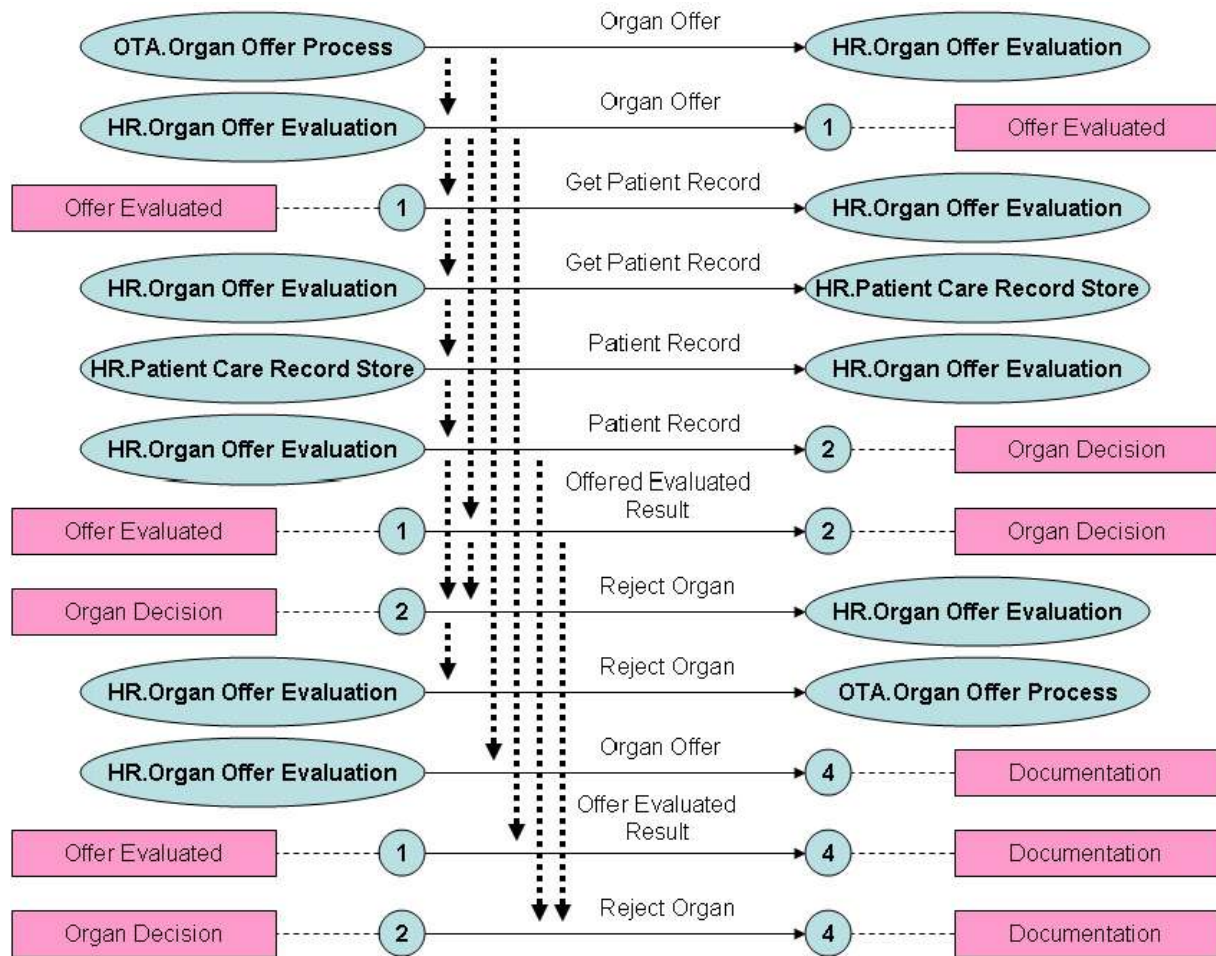 Organ Offer
OTA.Organ Offer Process
HR.Organ Offer Evaluation
Organ Offer
HR.Organ Offer Evaluation
1
Offer Evaluated
Get Patient Record
Offer Evaluated
1
HR.Organ Offer Evaluation
Get Patient Record
HR.Organ Offer Evaluation
HR.Patient Care Record Store
Patient Record
HR.Patient Care Record Store
HR.Organ Offer Evaluation
Patient Record
HR.Organ Offer Evaluation
2
Organ Decision
Offered Evaluated
Result
Offer Evaluated
1
2
Organ Decision
Reject Organ
Organ Decision
2
HR.Organ Offer Evaluation
Reject Organ
HR.Organ Offer Evaluation
OTA.Organ Offer Process
Organ Offer
HR.Organ Offer Evaluation
4
Documentation
Offer Evaluated
Result
Offer Evaluated
1
4
Documentation
Reject Organ
Organ Decision
2
4
Documentation